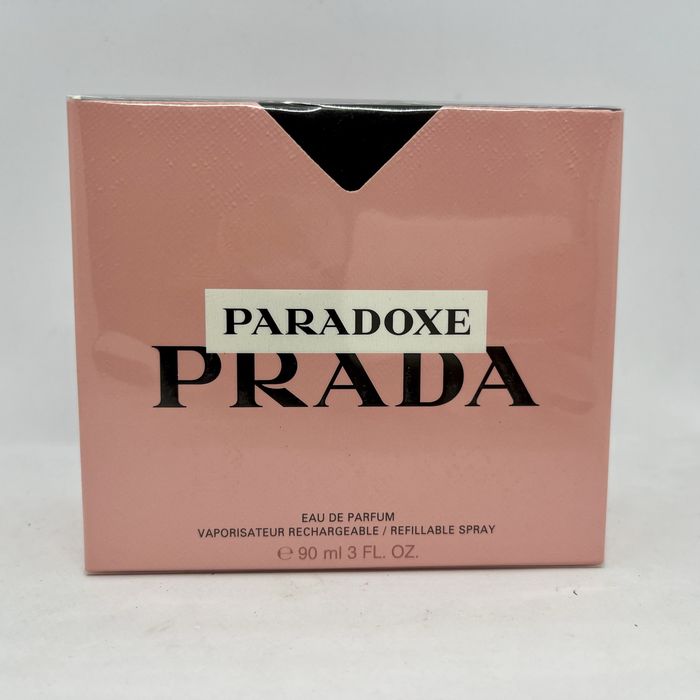 PARADOXE
PRADA
EAU DE PARFUM
VAPORISATEUR RECHARGEABLE / REFILLABLE SPRAY
℮ 90 ml 3 FL. OZ.